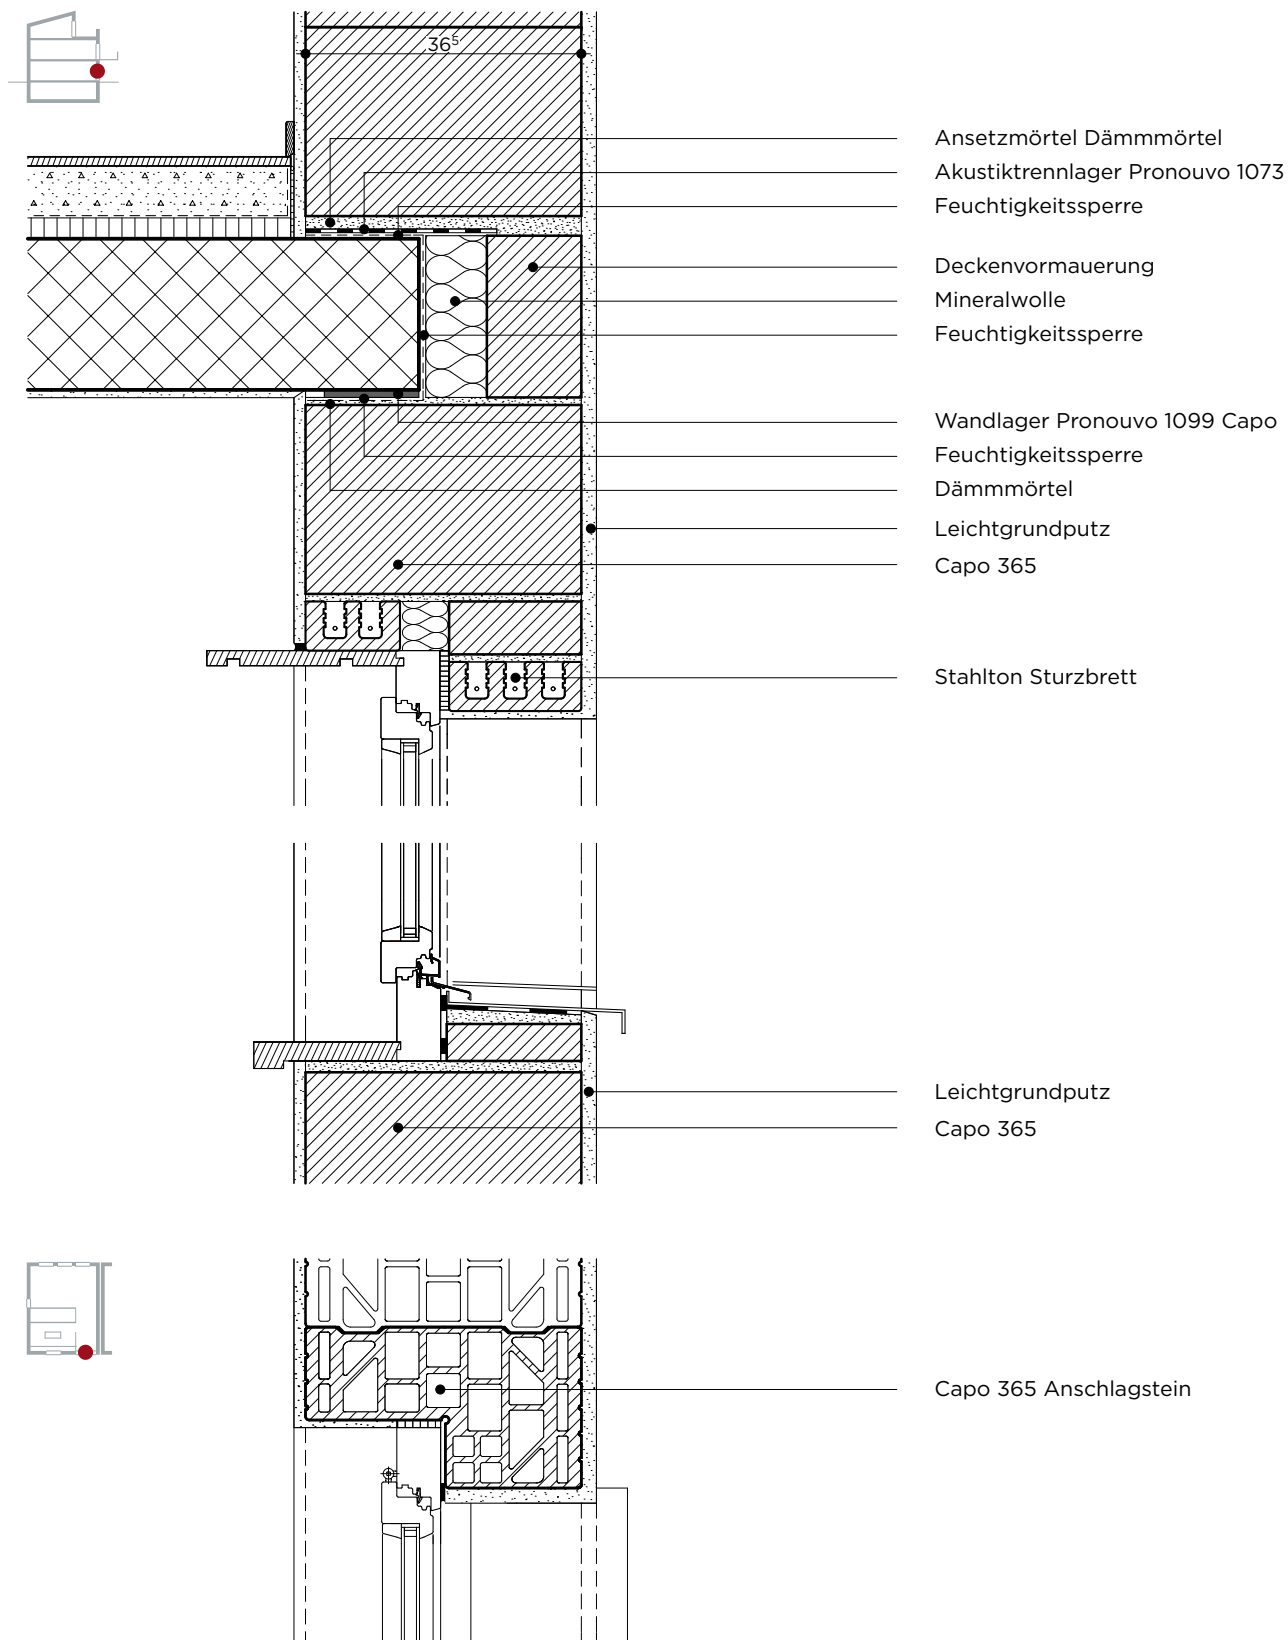 36⁵
Ansetzmörtel Dämmmörtel
Akustiktrennlager Pronouvo 1073
Feuchtigkeitssperre
Deckenvormauerung
Mineralwolle
Feuchtigkeitssperre
Wandlager Pronouvo 1099 Capo
Feuchtigkeitssperre
Dämmmörtel
Leichtgrundputz
Capo 365
Stahlton Sturzbrett
Leichtgrundputz
Capo 365
Capo 365 Anschlagstein